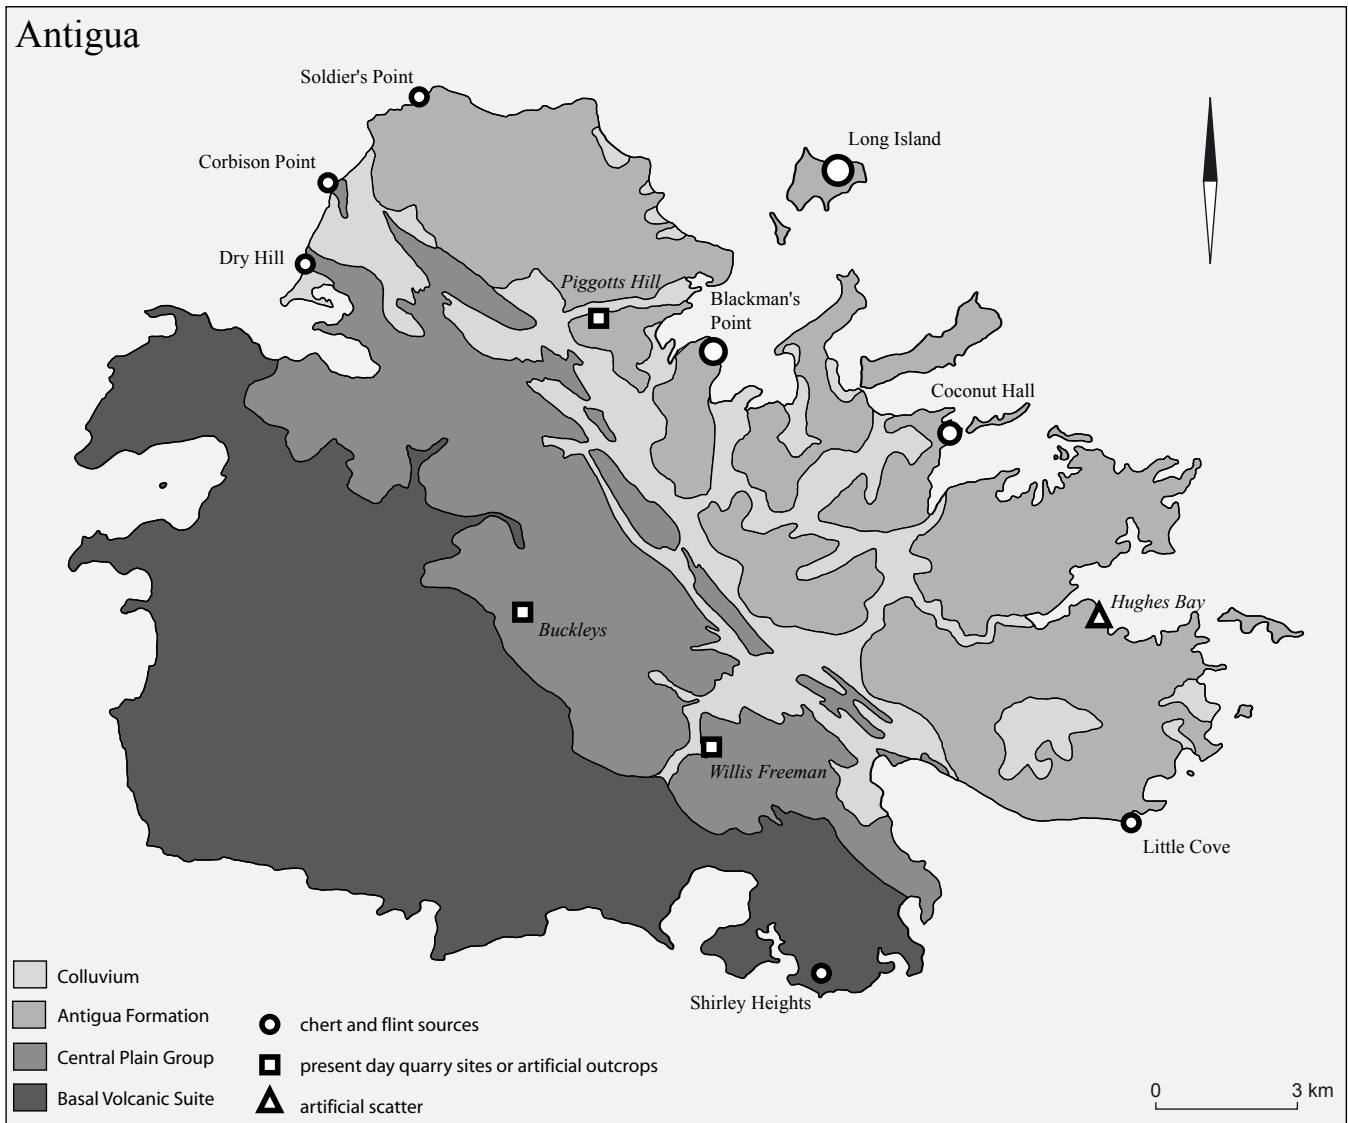 Antigua
Soldier's Point
Long Island
Corbison Point
Dry Hill
Piggotts Hill
Blackman's
Point
Coconut Hall
Hughes Bay
Buckleys
Willis Freeman
Little Cove
Shirley Heights
Colluvium
Antigua Formation
Central Plain Group
Basal Volcanic Suite
chert and flint sources
present day quarry sites or artificial outcrops
artificial scatter
0 3 km